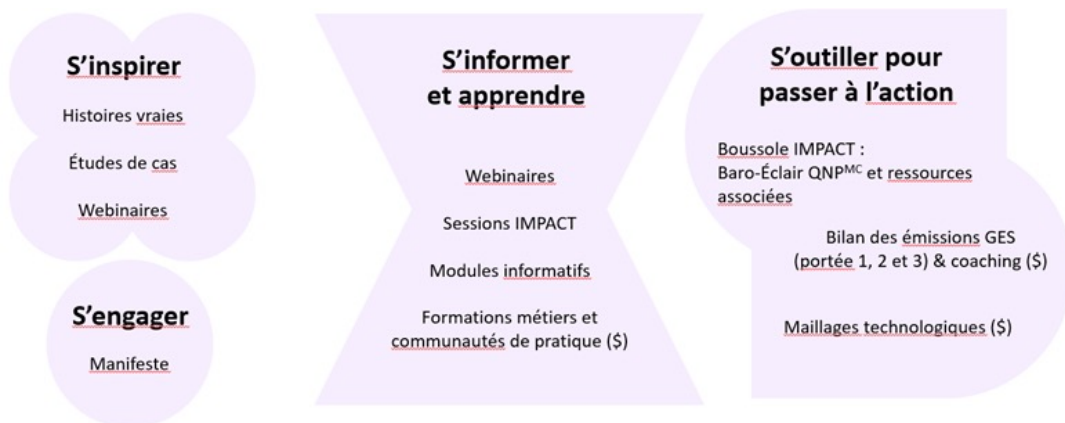 S'inspirer
Histoires vraies
Études de cas
Webinaires
S'engager
Manifeste
S'informer
et apprendre
Webinaires
Sessions IMPACT
Modules informatifs
Formations métiers et
communautés de pratique ($)
S'outiller pour
passer à l'action
Boussole IMPACT :
Baro-Éclair QNPᴹᶜ et ressources
associées
Bilan des émissions GES
(portée 1, 2 et 3) & coaching ($)
Maillages technologiques ($)